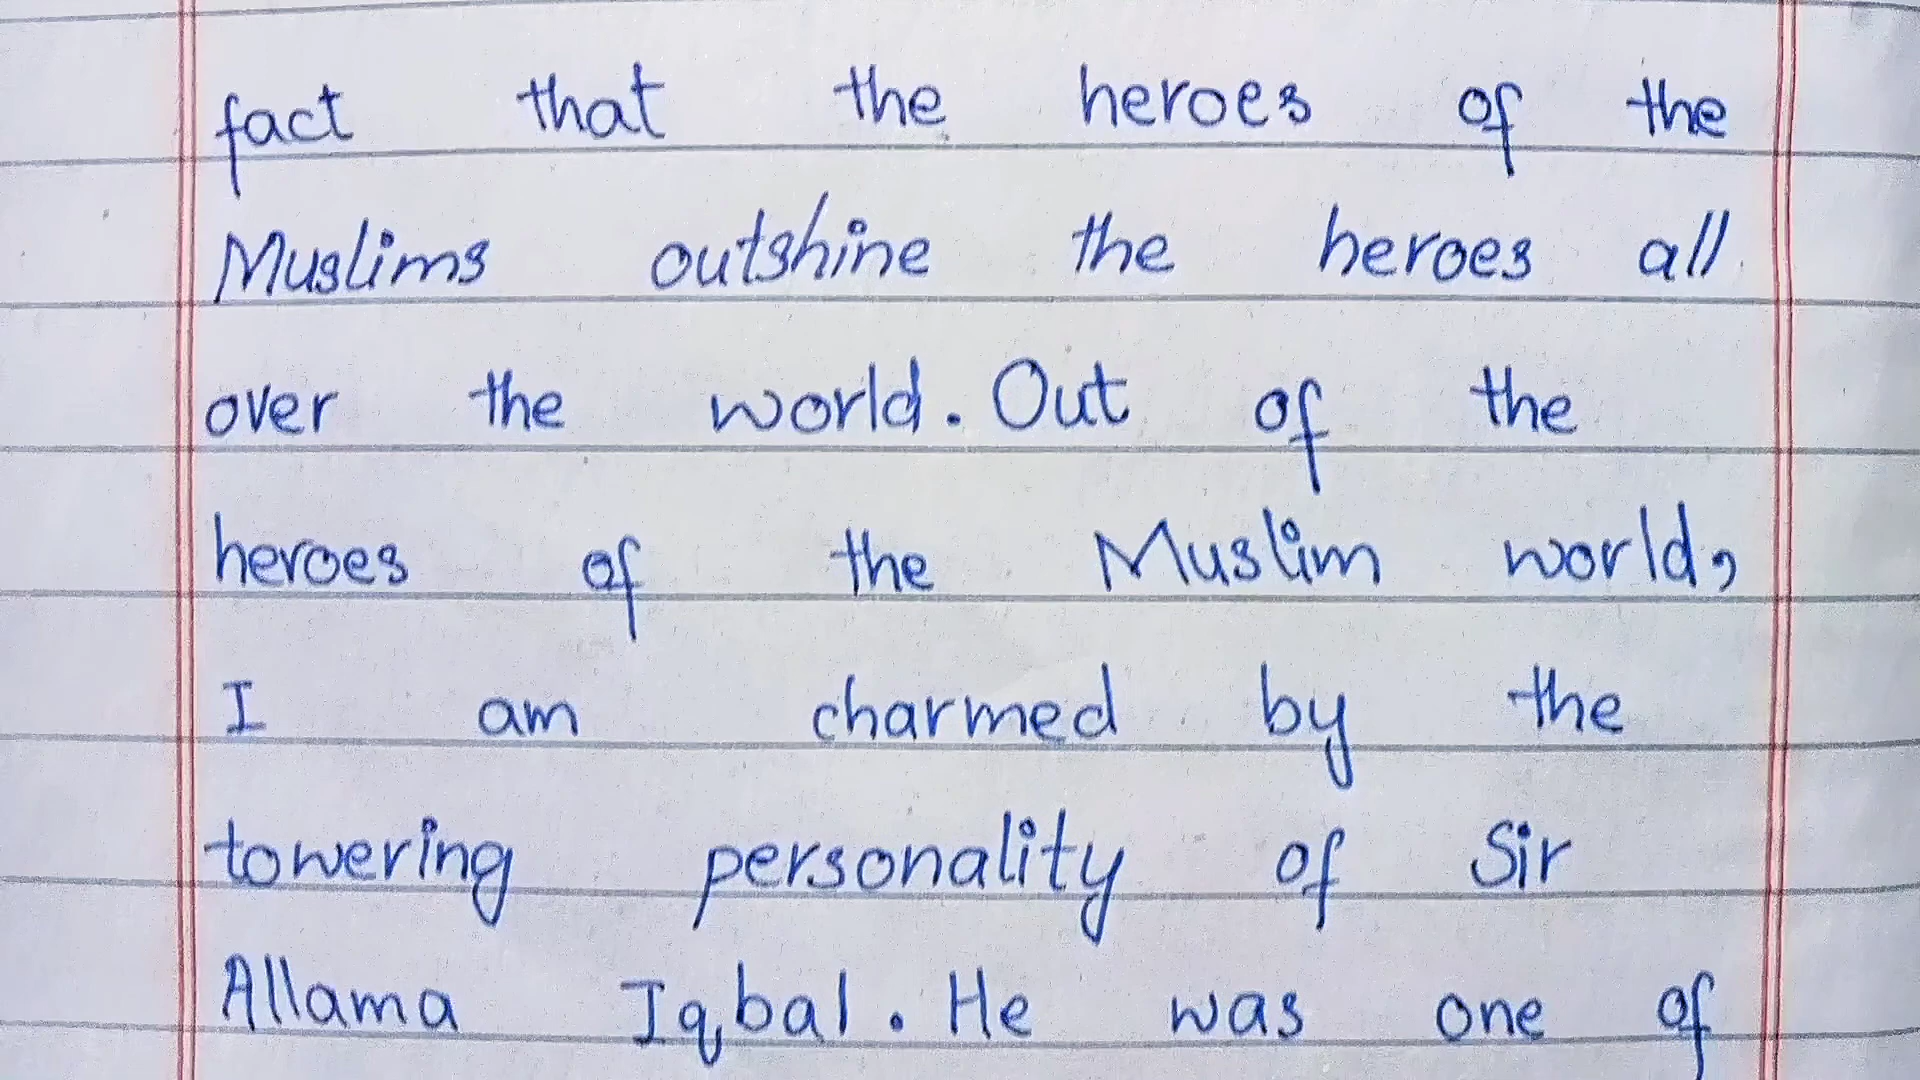 fact that the heroes of the
Muslims outshine the heroes all
over the world. Out of the
heroes of the Muslim world,
I am charmed by the
towering personality of Sir
Allama Iqbal. He was one of